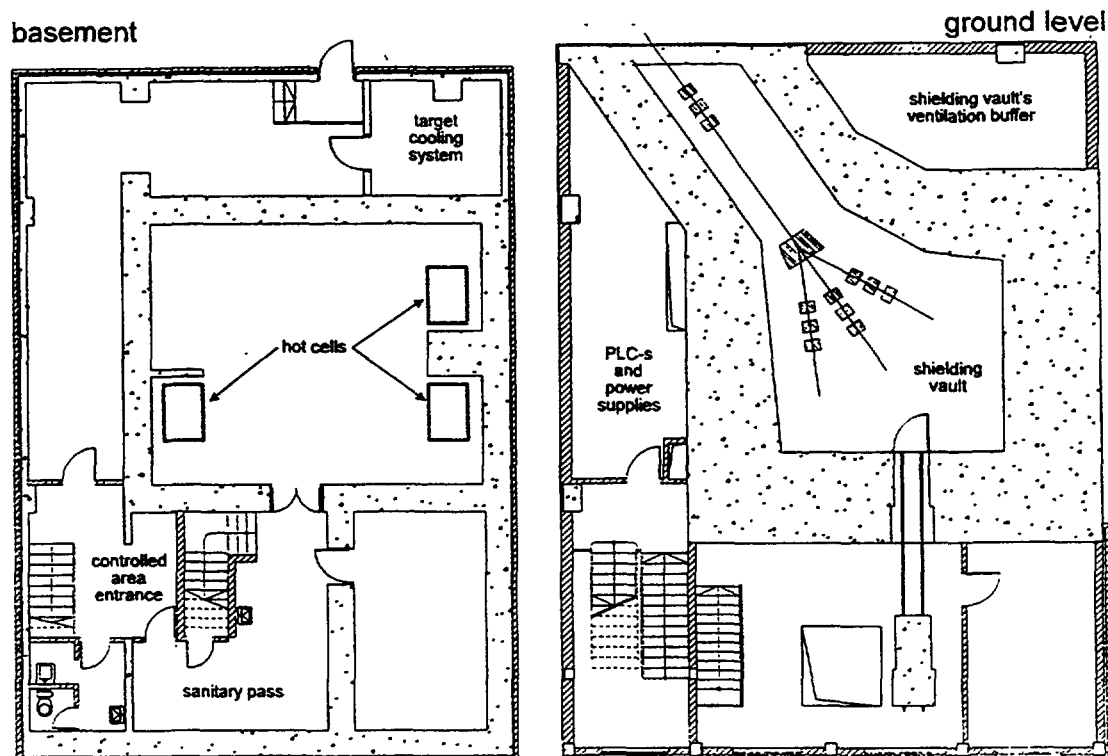 basement
ground level
target
cooling
system
shielding vault's
ventilation buffer
hot cells
PLC-s
and
power
supplies
shielding
vault
controlled
area
entrance
sanitary pass